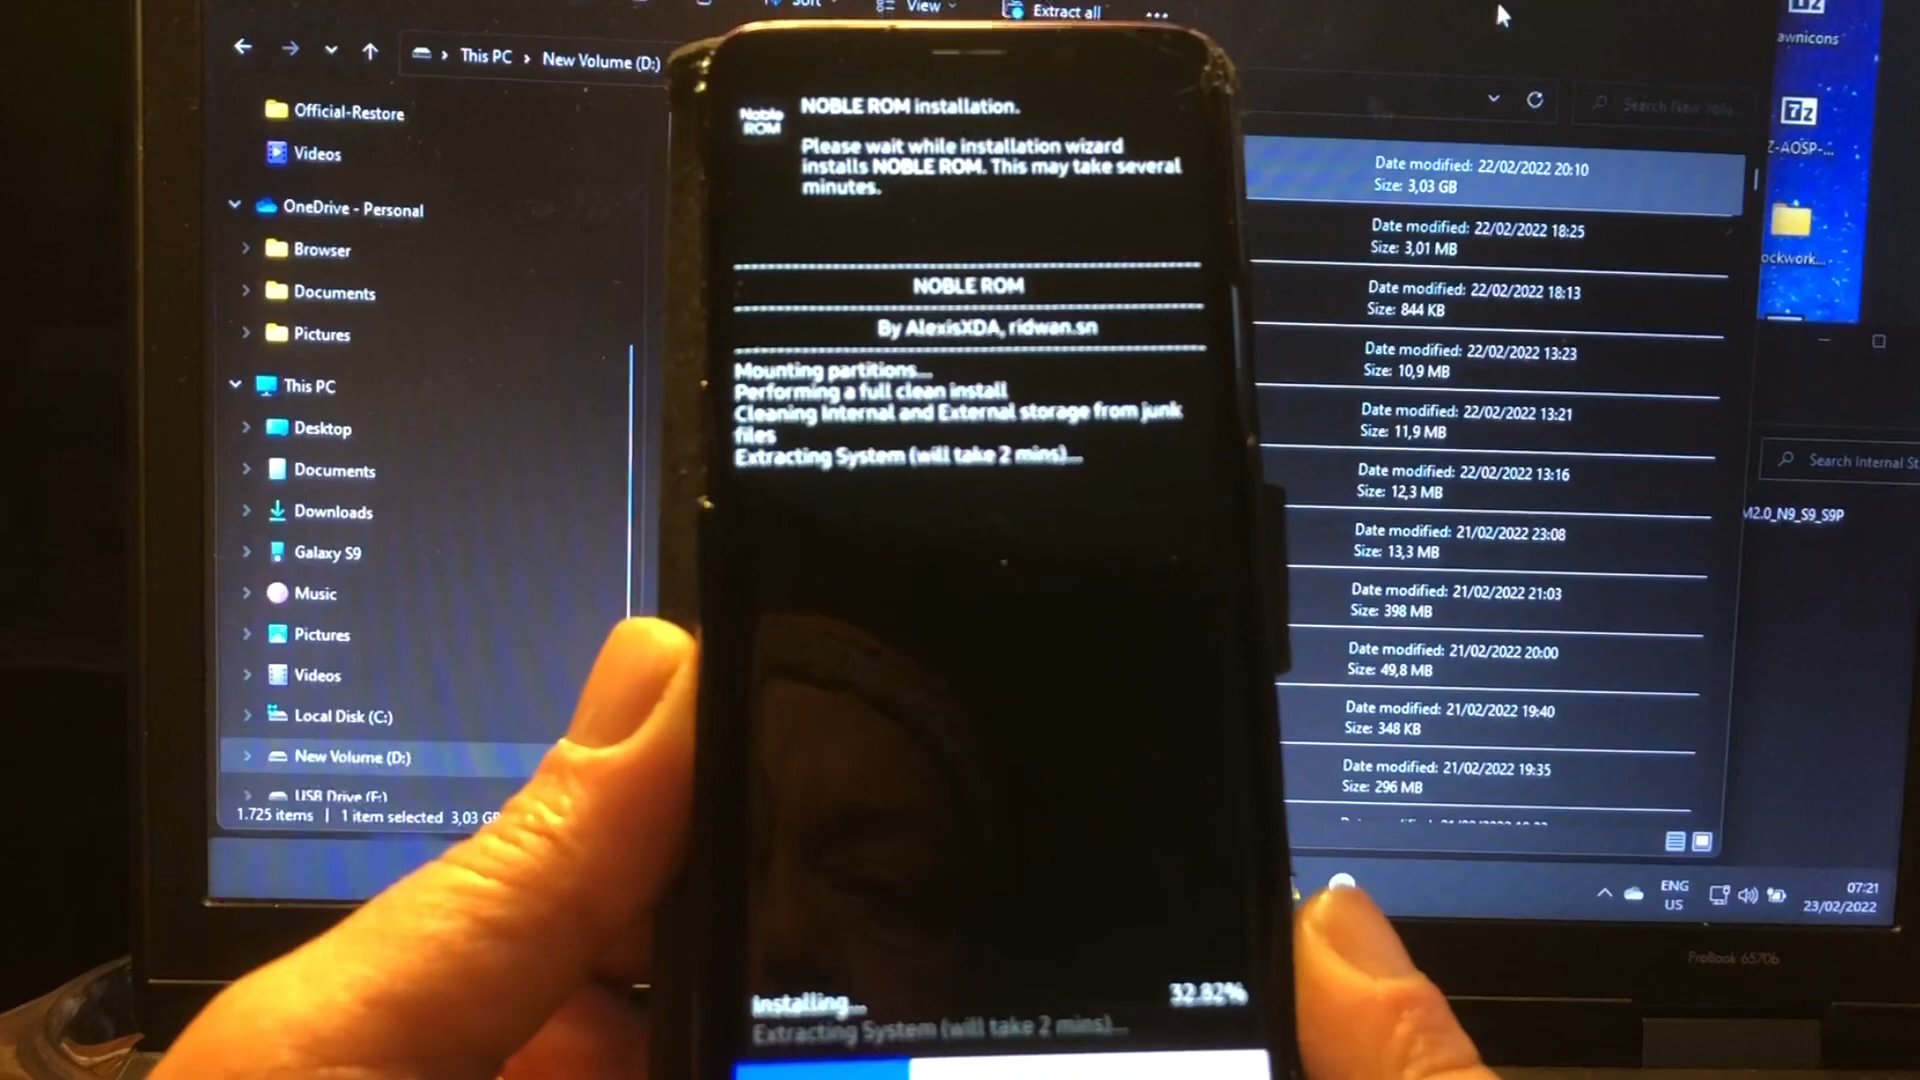 Sort
View
Extract all
This PC > New Volume (D:)
Official-Restore
Videos
OneDrive - Personal
Browser
Documents
Pictures
This PC
Desktop
Documents
Downloads
Galaxy S9
Music
Pictures
Videos
Local Disk (C:)
New Volume (D:)
USB Drive (E:)
1.725 items | 1 item selected 3,03 G
Noble
ROM
NOBLE ROM installation.
Please wait while installation wizard
installs NOBLE ROM. This may take several
minutes.
NOBLE ROM
By AlexisXDA, ridwan.sn
Mounting partitions...
Performing a full clean install
Cleaning Internal and External storage from junk
files
Extracting System (will take 2 mins)...
Installing...
32.82%
Extracting System (will take 2 mins)...
Date modified: 22/02/2022 20:10
Size: 3,03 GB
Date modified: 22/02/2022 18:25
Size: 3,01 MB
Date modified: 22/02/2022 18:13
Size: 844 KB
Date modified: 22/02/2022 13:23
Size: 10,9 MB
Date modified: 22/02/2022 13:21
Size: 11,9 MB
Date modified: 22/02/2022 13:16
Size: 12,3 MB
Date modified: 21/02/2022 23:08
Size: 13,3 MB
Date modified: 21/02/2022 21:03
Size: 398 MB
Date modified: 21/02/2022 20:00
Size: 49,8 MB
Date modified: 21/02/2022 19:40
Size: 348 KB
Date modified: 21/02/2022 19:35
Size: 296 MB
awnicons
7z
Z-AOSP-...
ockwork...
Search Internal St
M2.0_N9_S9_S9P
ENG
US
07:21
23/02/2022
ProBook 6570b